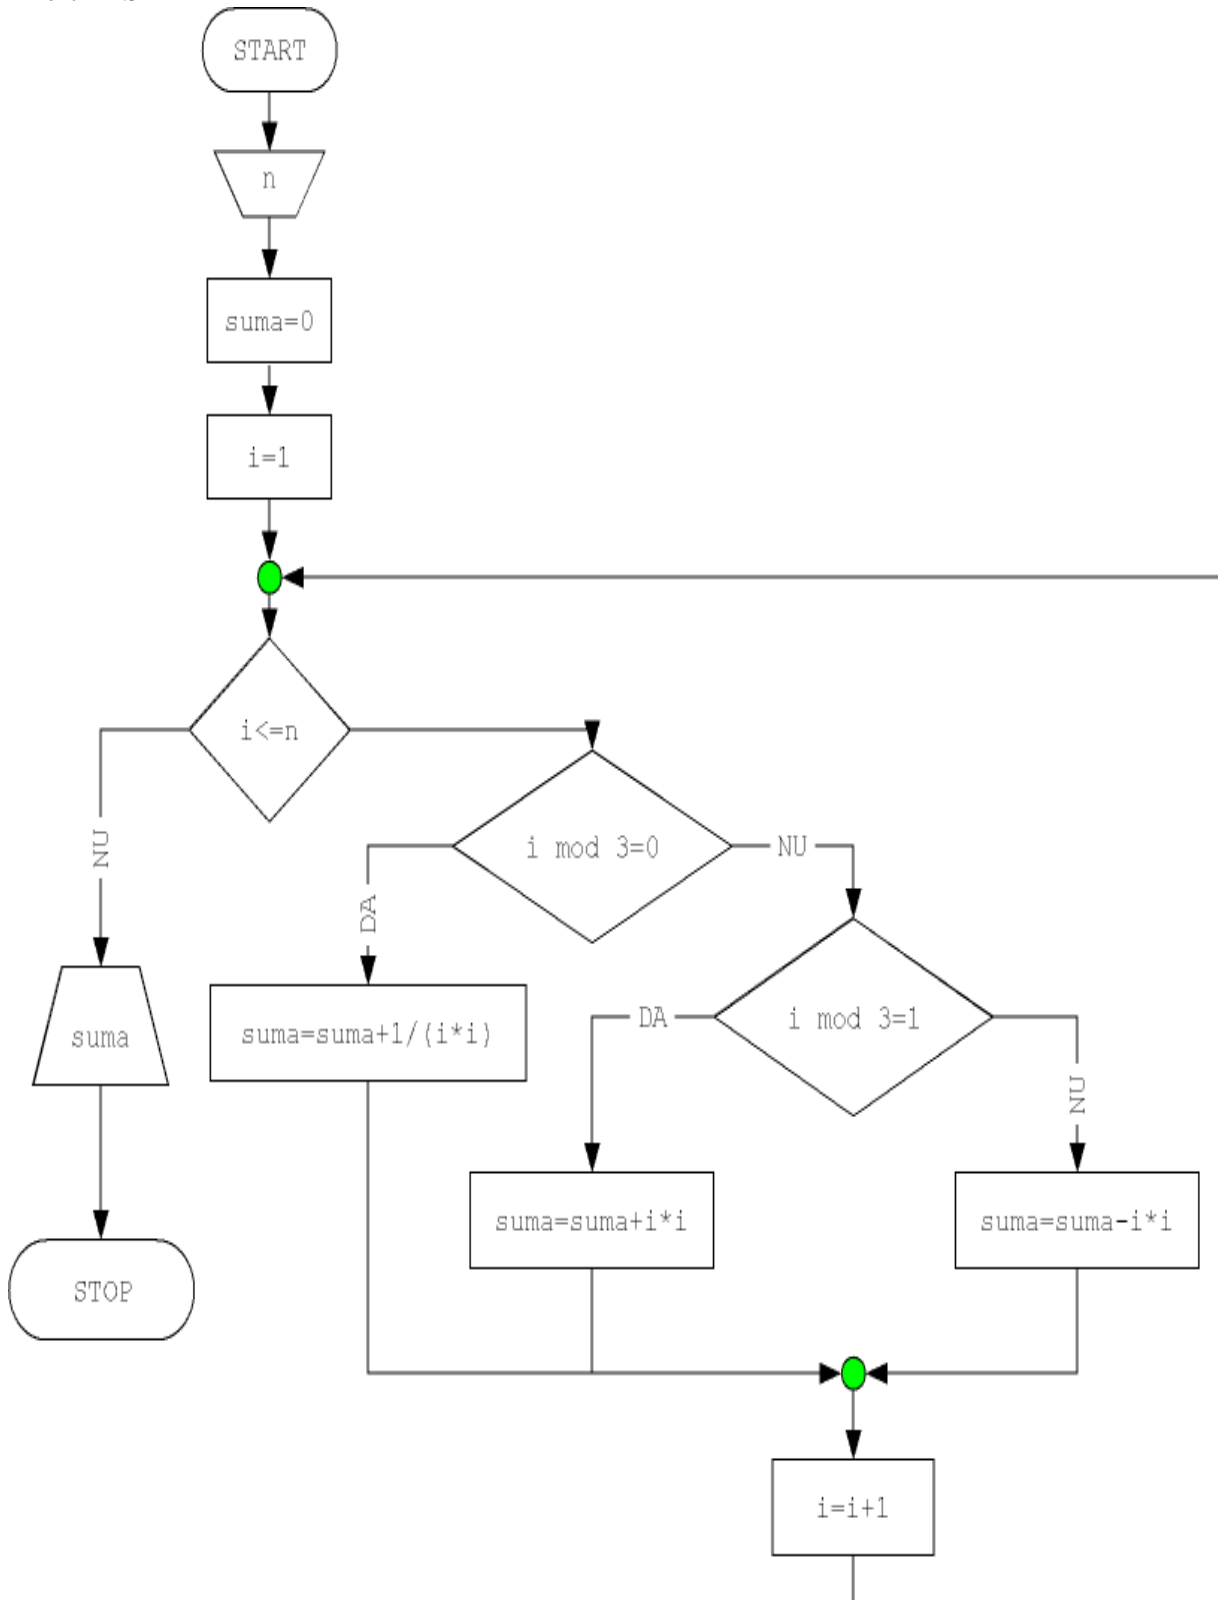 START
n
suma=0
i=1
i<=n
NU
i mod 3=0
NU
DA
i mod 3=1
DA
NU
suma
suma=suma+1/(i*i)
suma=suma+i*i
suma=suma-i*i
STOP
i=i+1